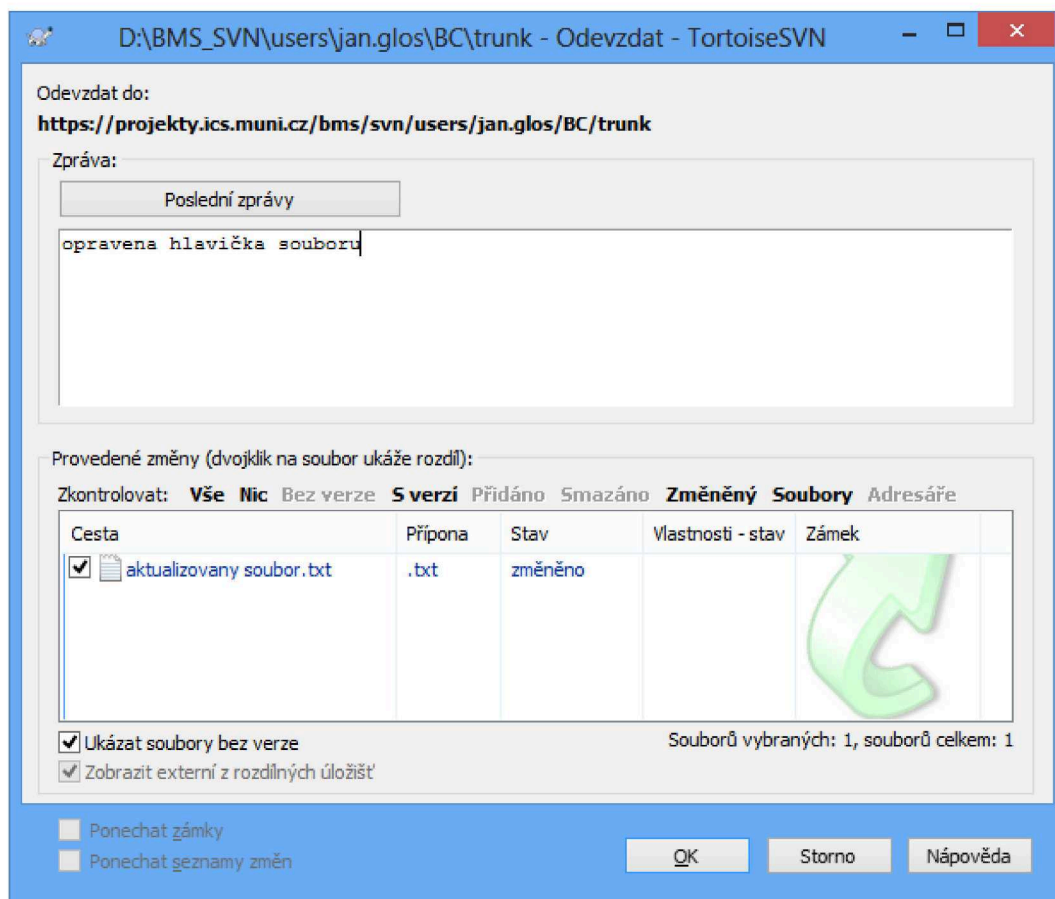 D:\BMS_SVN\users\jan.glos\BC\trunk - Odevzdat - TortoiseSVN
Odevzdat do:
https://projekty.ics.muni.cz/bms/svn/users/jan.glos/BC/trunk
Zpráva:
Poslední zprávy
opravena hlavička souboru
Provedené změny (dvojklik na soubor ukáže rozdíl):
Zkontrolovat: Vše Nic Bez verze S verzí Přidáno Smazáno Změněný Soubory Adresáře
Cesta Přípona Stav Vlastnosti - stav Zámek
aktualizovany soubor.txt .txt změněno
Ukázat soubory bez verze Souborů vybraných: 1, souborů celkem: 1
Zobrazit externí z rozdílných úložišť
Ponechat zámky
Ponechat seznamy změn OK Storno Nápověda